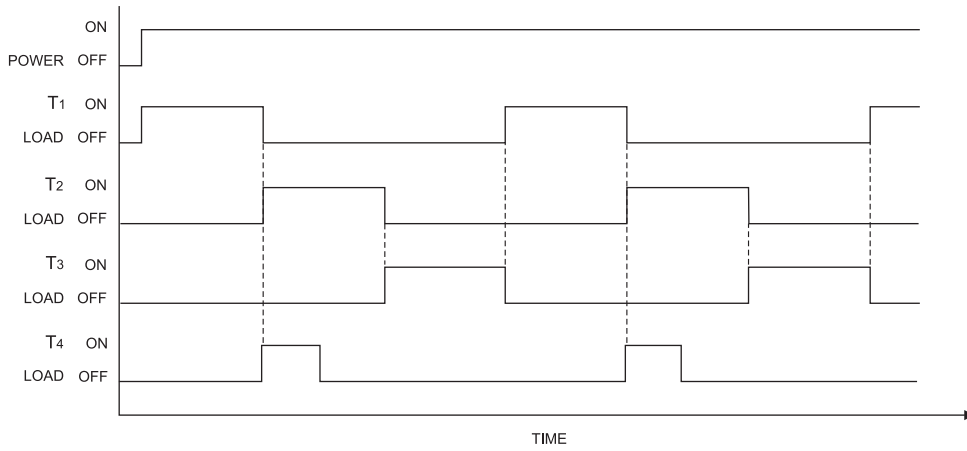 ON
POWER OFF
T1 ON
LOAD OFF
T2 ON
LOAD OFF
T3 ON
LOAD OFF
T4 ON
LOAD OFF
TIME